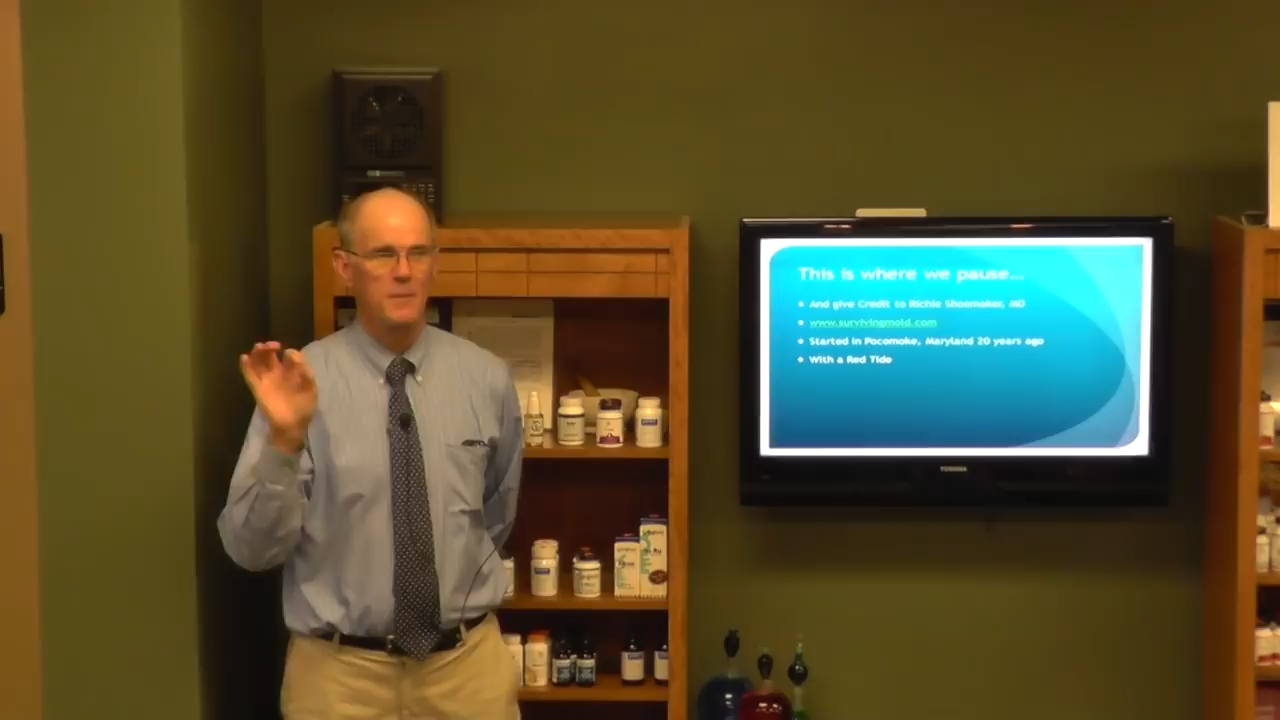 This is where we pause...
And give Credit to Richie Shoemaker, MD
www.survivingmold.com
Started in Pocomoke, Maryland 20 years ago
With a Red Tide
TOSHIBA